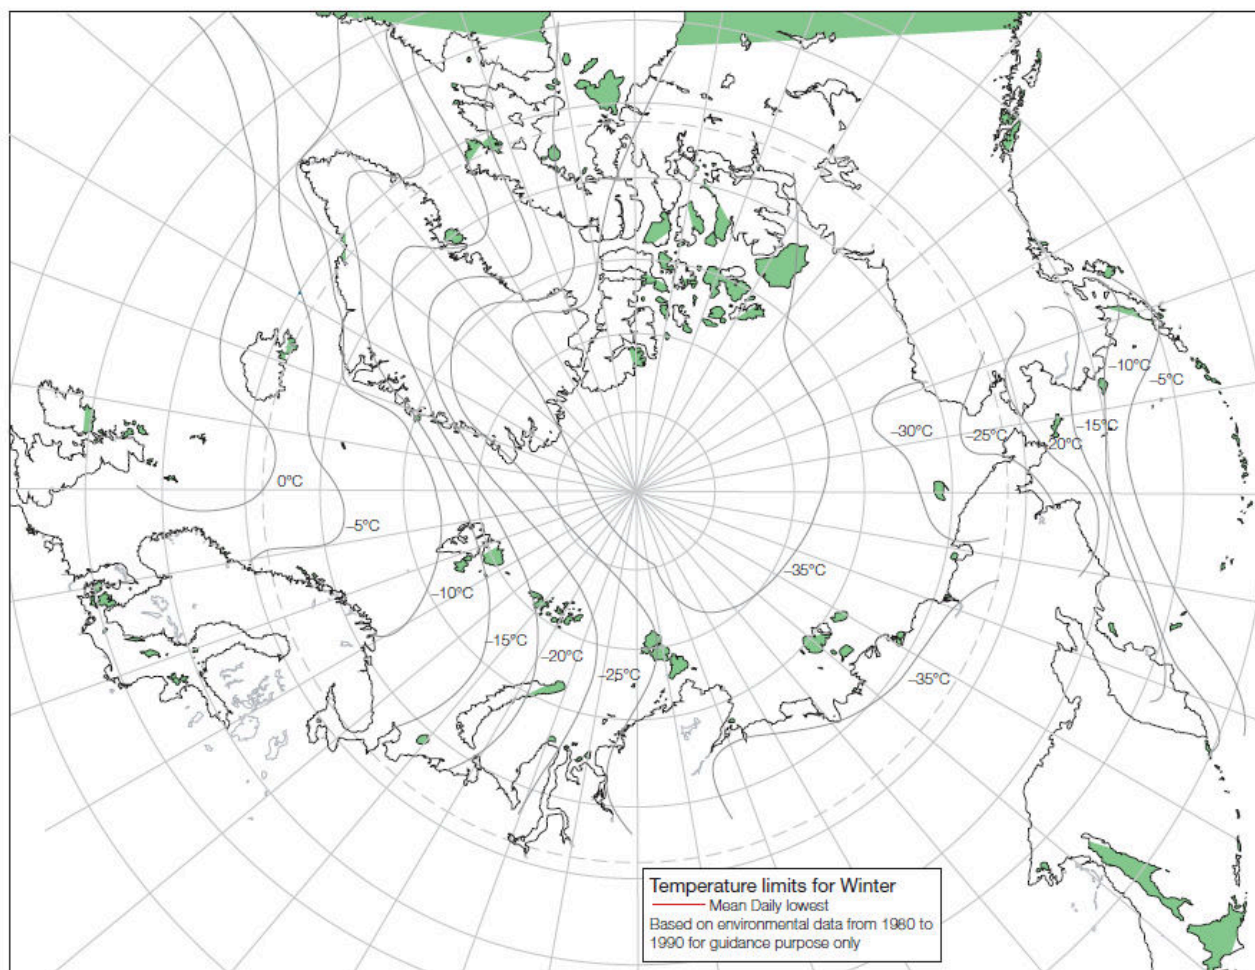 -10°C
-5°C
-30°C
-25°C
-20°C
-15°C
0°C
-5°C
-35°C
-10°C
-15°C
-20°C
-25°C
-35°C
Temperature limits for Winter
Mean Daily lowest
Based on environmental data from 1980 to
1990 for guidance purpose only